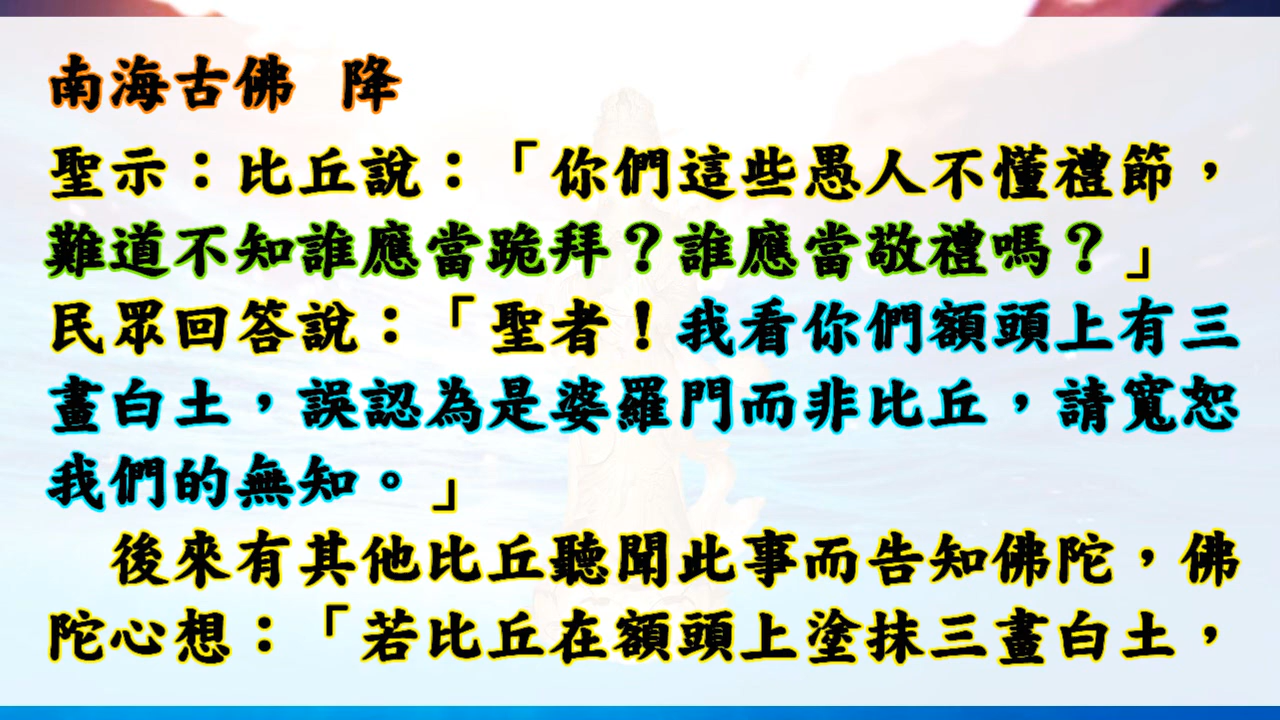 南海古佛 降
聖示：比丘說：「你們這些愚人不懂禮節，
難道不知誰應當跪拜？誰應當敬禮嗎？」
民眾回答說：「聖者！我看你們額頭上有三
畫白土，誤認為是婆羅門而非比丘，請寬恕
我們的無知。」
後來有其他比丘聽聞此事而告知佛陀，佛
陀心想：「若比丘在額頭上塗抹三畫白土，